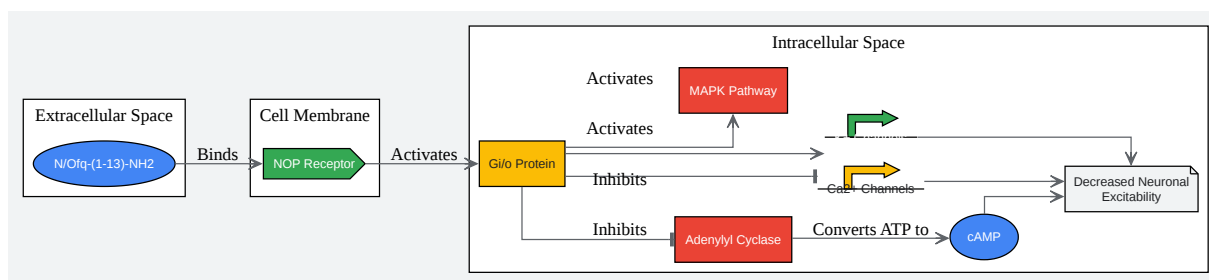 Intracellular Space
Activates
MAPK Pathway
Extracellular Space
Cell Membrane
Activates
N/Ofq-(1-13)-NH2
Binds
NOP Receptor
Activates
Gi/o Protein
Inhibits
Ca2+ Channels
Decreased Neuronal
Excitability
Inhibits
Adenylyl Cyclase
Converts ATP to
cAMP